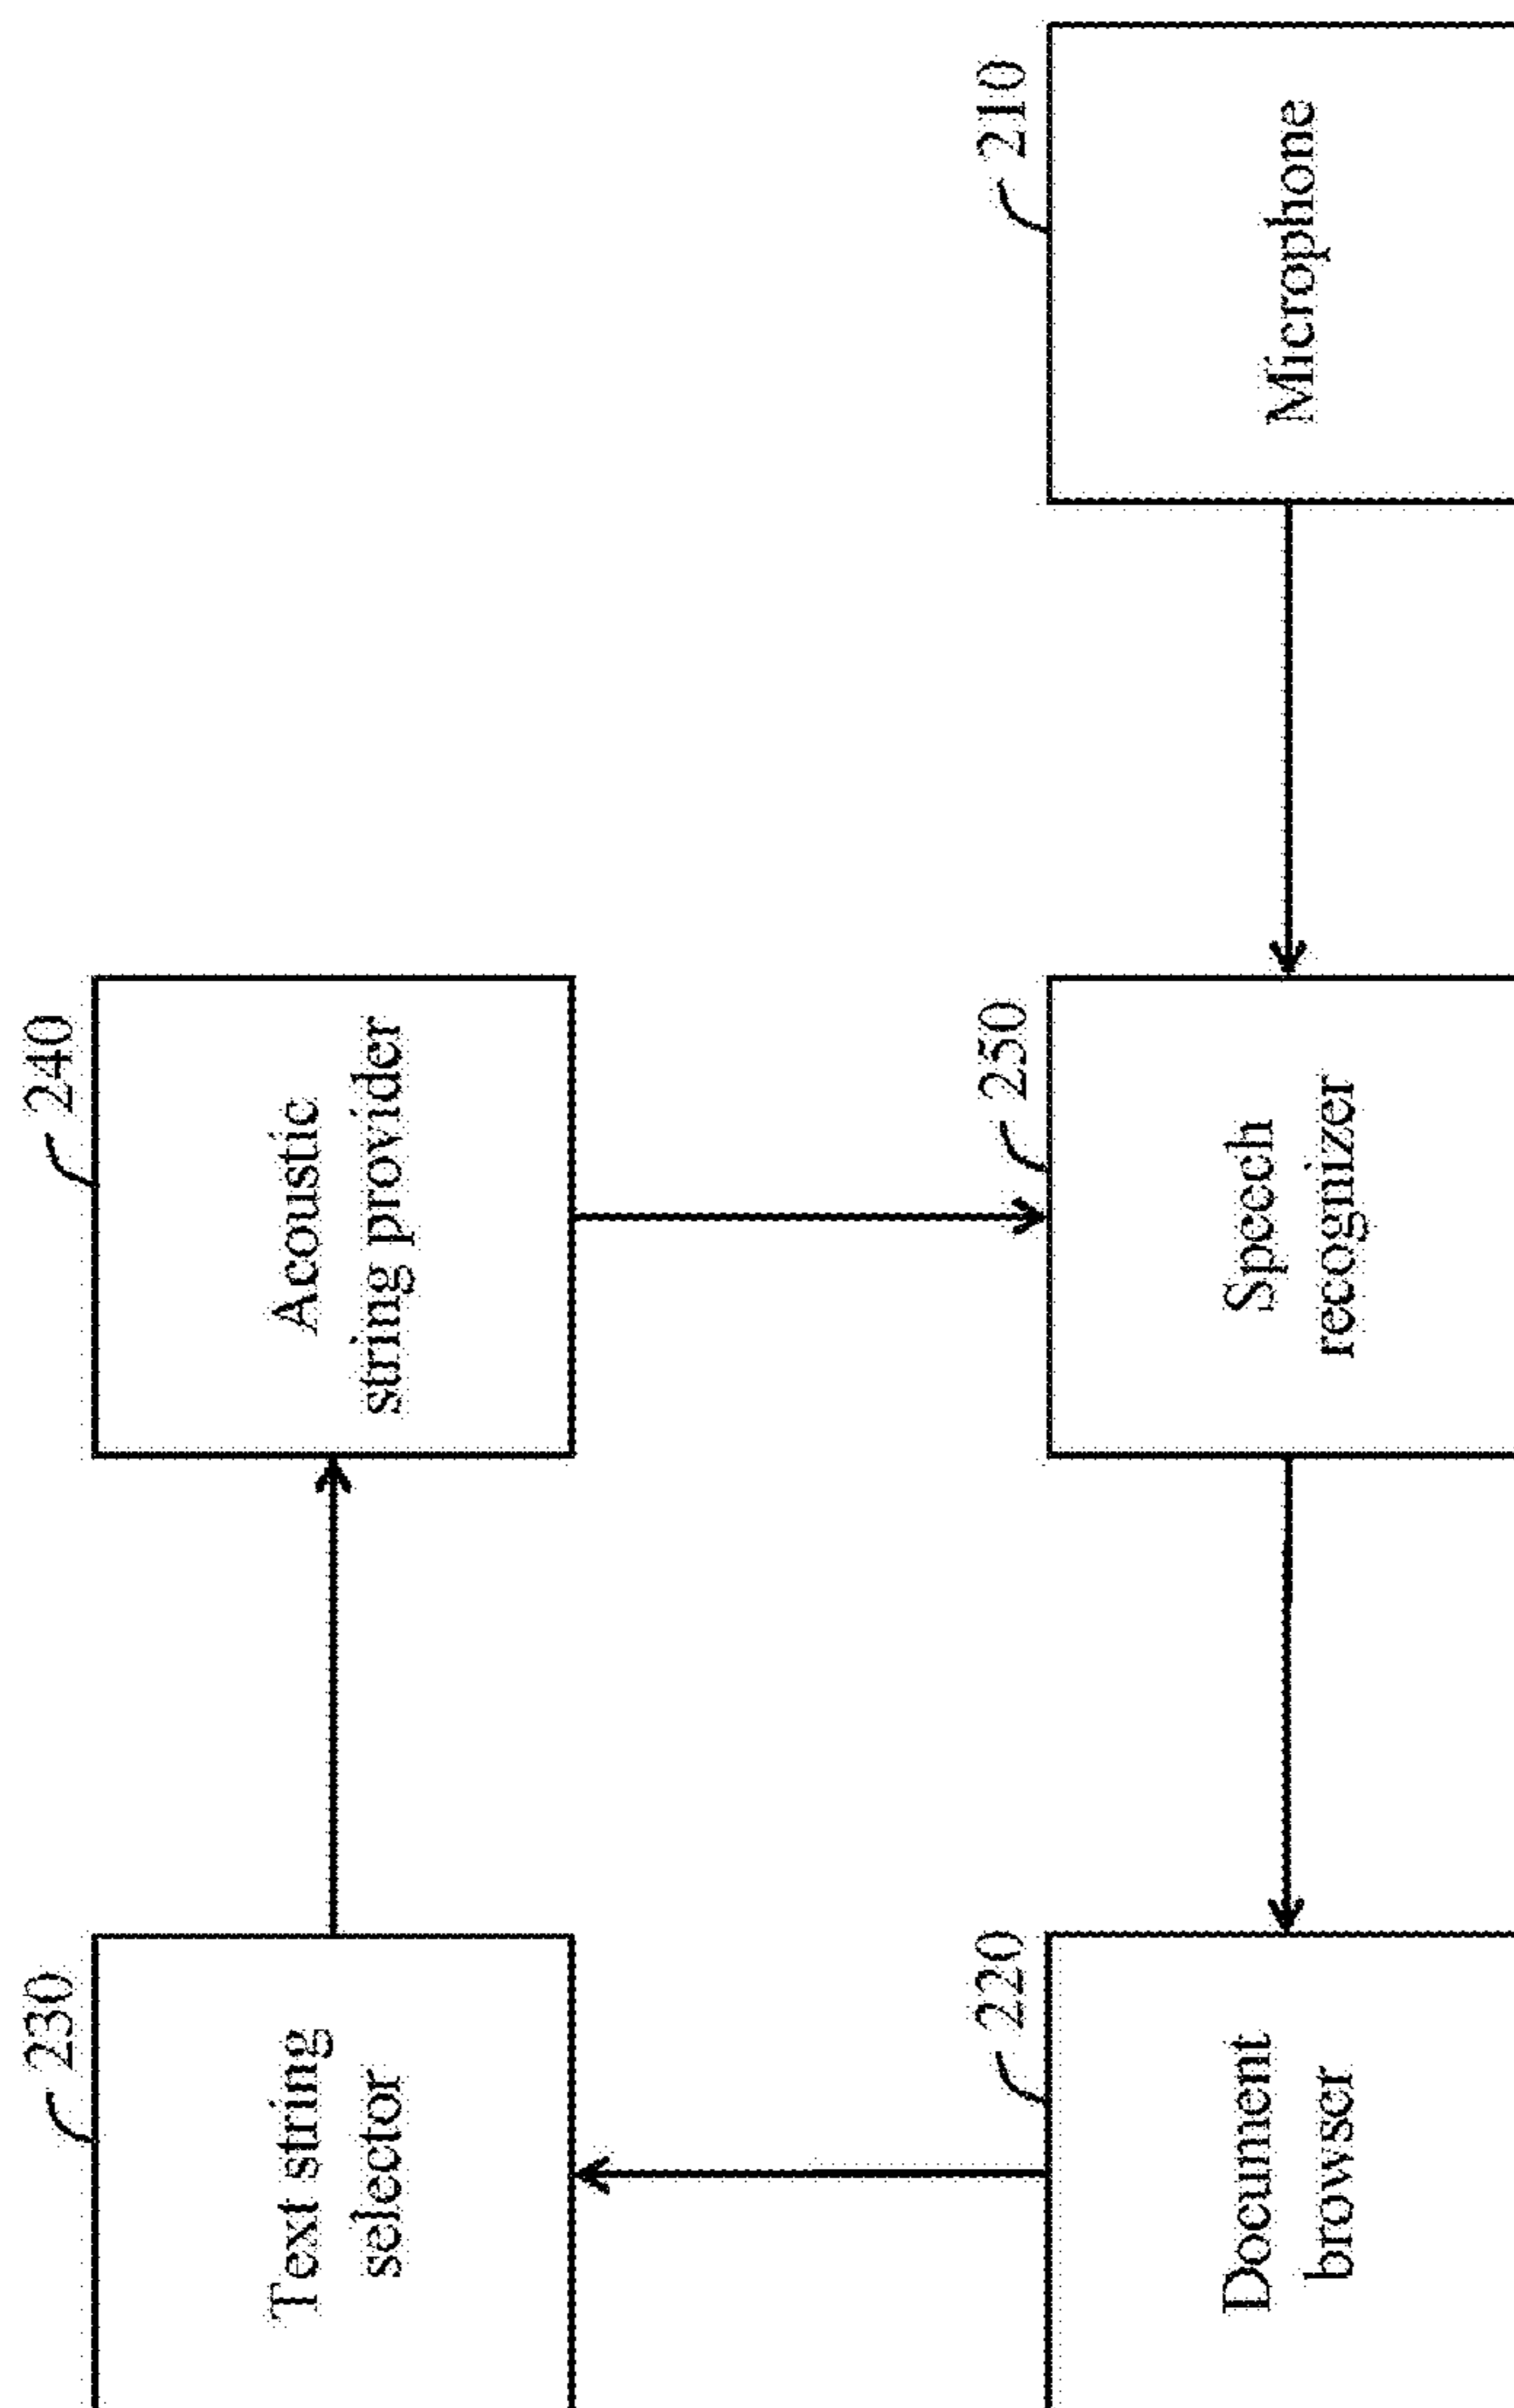 230
Text string
selector
240
Acoustic
string provider
220
Document
browser
250
Speech
recognizer
210
Microphone